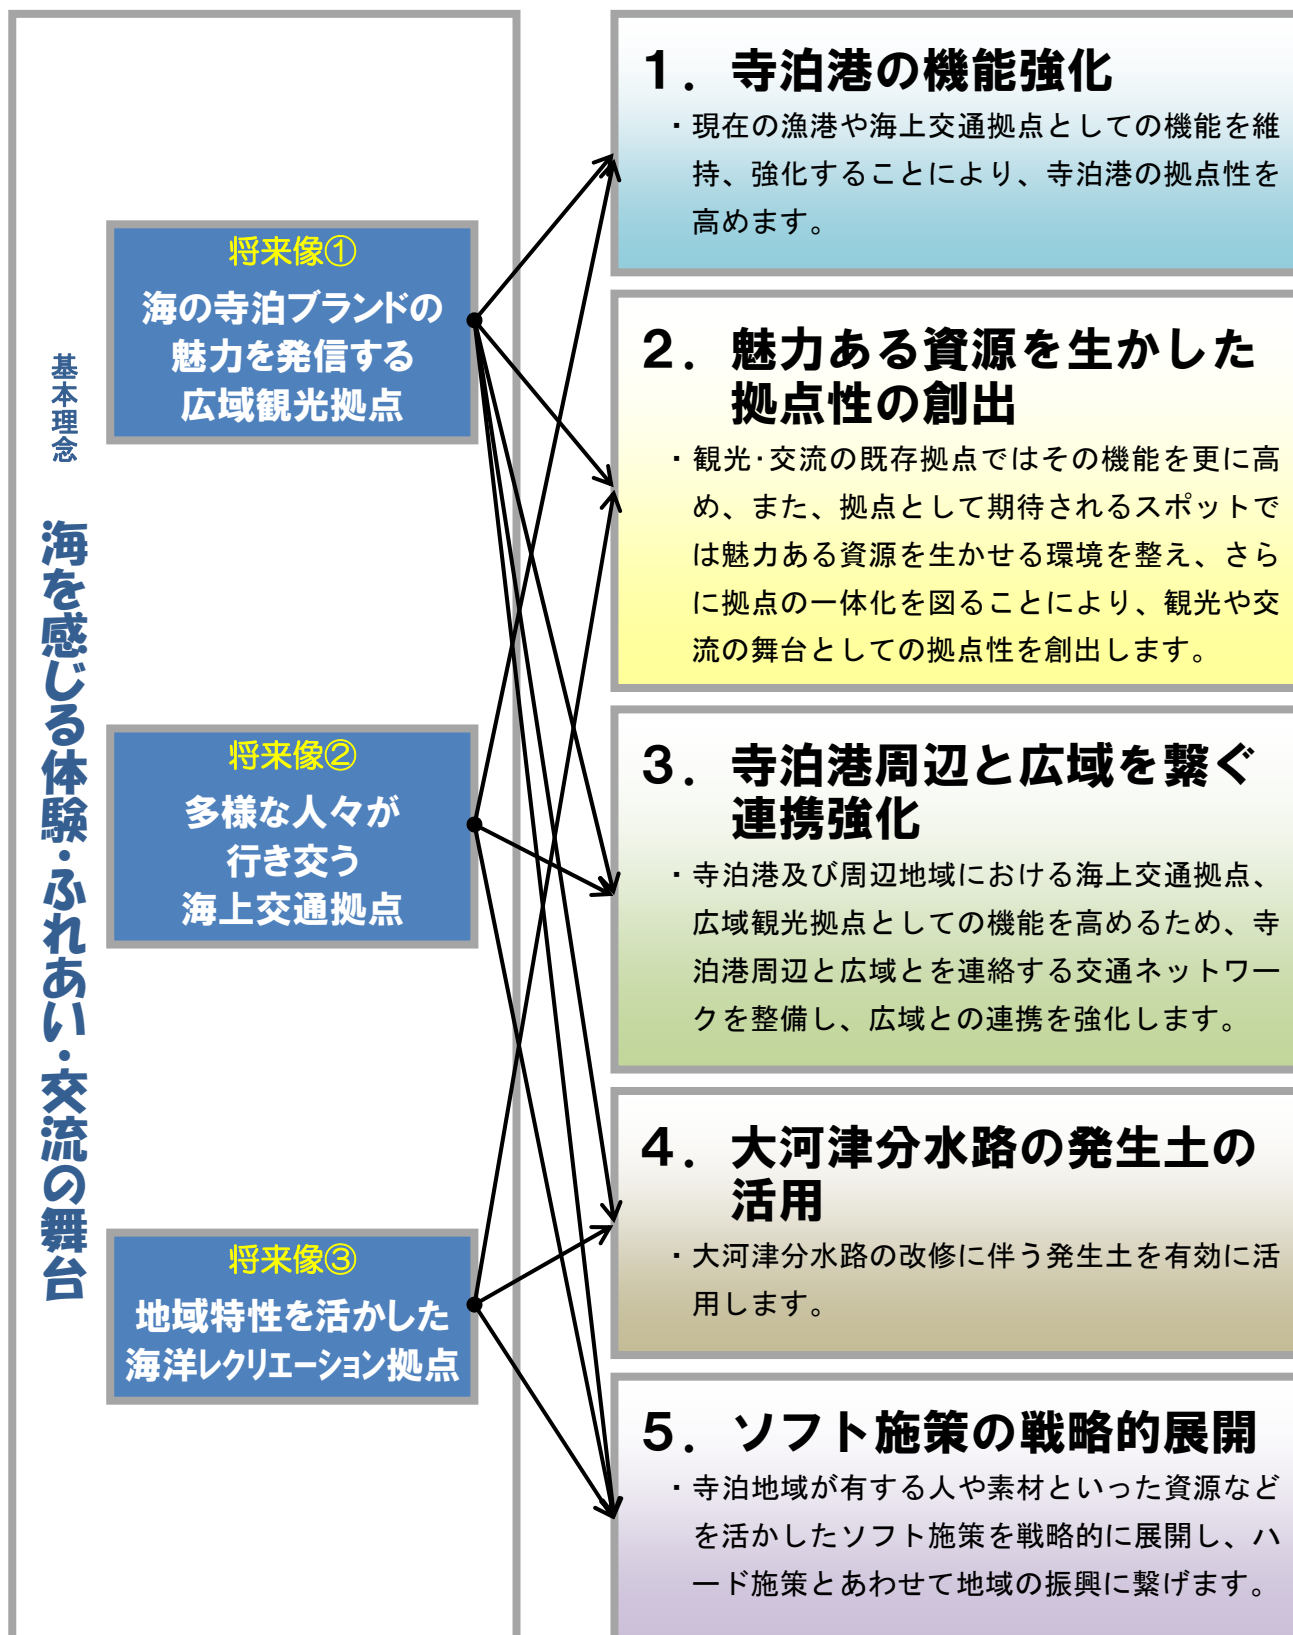 基本理念
海を感じる体験・ふれあい・交流の舞台
将来像①
海の寺泊ブランドの
魅力を発信する
広域観光拠点
将来像②
多様な人々が
行き交う
海上交通拠点
将来像③
地域特性を活かした
海洋レクリエーション拠点
１．寺泊港の機能強化
・現在の漁港や海上交通拠点としての機能を維
持、強化することにより、寺泊港の拠点性を
高めます。
２．魅力ある資源を生かした
拠点性の創出
・観光・交流の既存拠点ではその機能を更に高
め、また、拠点として期待されるスポットで
は魅力ある資源を生かせる環境を整え、さら
に拠点の一体化を図ることにより、観光や交
流の舞台としての拠点性を創出します。
３．寺泊港周辺と広域を繋ぐ
連携強化
・寺泊港及び周辺地域における海上交通拠点、
広域観光拠点としての機能を高めるため、寺
泊港周辺と広域とを連絡する交通ネットワー
クを整備し、広域との連携を強化します。
４．大河津分水路の発生土の
活用
・大河津分水路の改修に伴う発生土を有効に活
用します。
５．ソフト施策の戦略的展開
・寺泊地域が有する人や素材といった資源など
を活かしたソフト施策を戦略的に展開し、ハ
ード施策とあわせて地域の振興に繋げます。